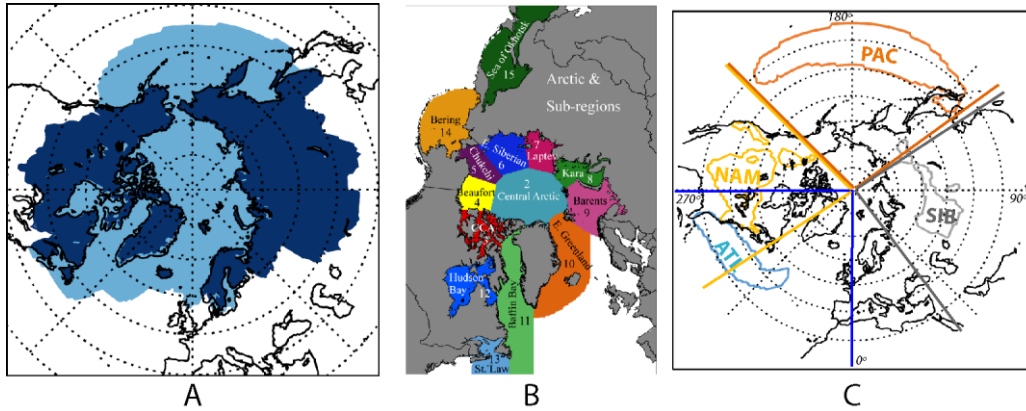 Sea of Okhotsk
15
Arctic &
Sub-regions
Bering
14
Chukchi
5
E. Siberian
6
7
Laptev
Kara
8
Beaufort
4
2
Central Arctic
Barents
9
CCA
E. Greenland
10
Hudson
Bay
12
Baffin Bay
11
13
St. Law
180°
PAC
NAM
270°
90°
SIB
ATL
0°
A
B
C